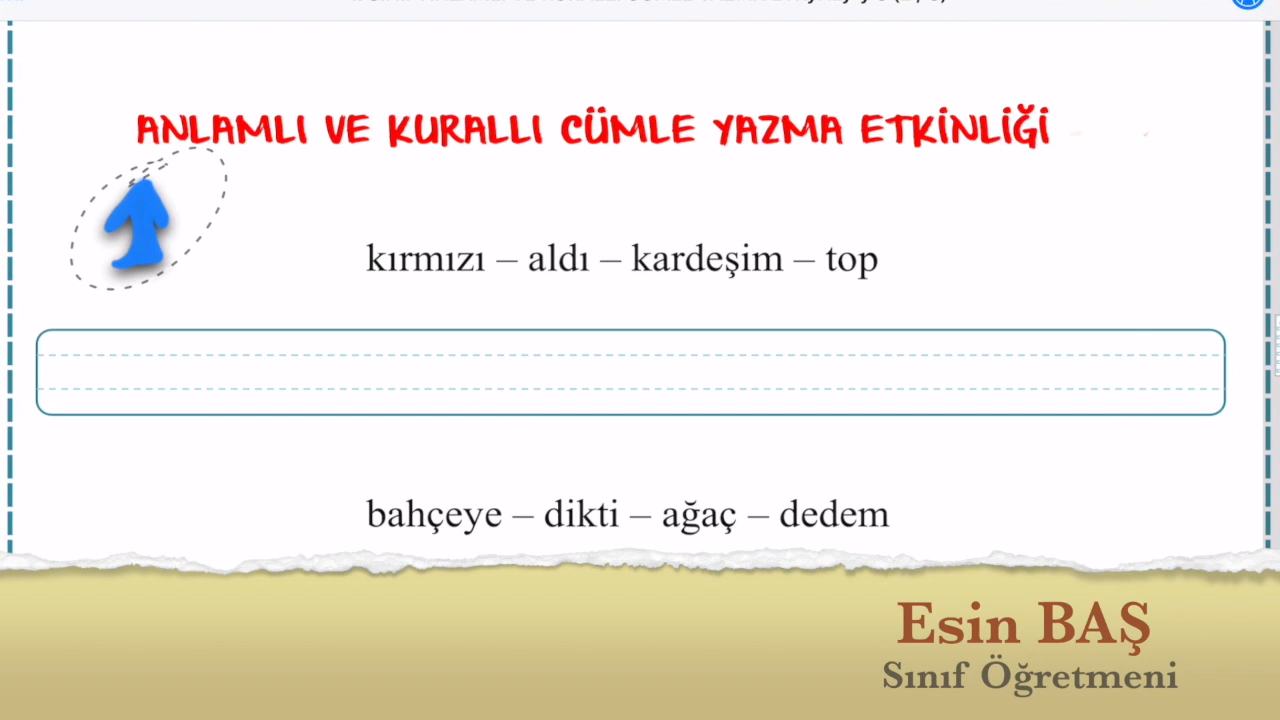 ANLAMLI VE KURALLI CÜMLE YAZMA ETKİNLİĞİ
kırmızı – aldı – kardeşim – top
bahçeye – dikti – ağaç – dedem
Esin BAŞ
Sınıf Öğretmeni